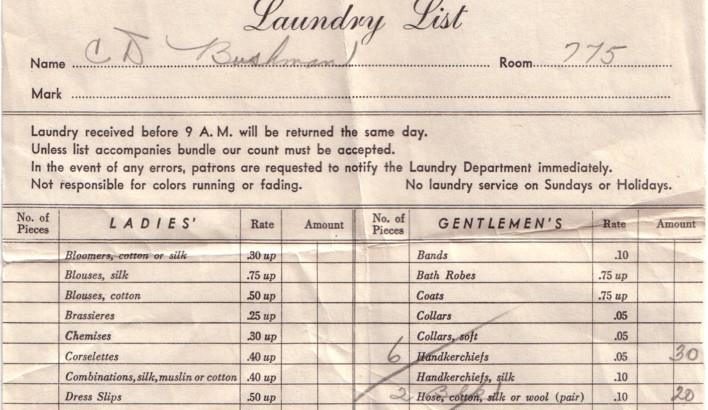 Laundry List
Name C D Bushman Room 775
Mark
Laundry received before 9 A. M. will be returned the same day.
Unless list accompanies bundle our count must be accepted.
In the event of any errors, patrons are requested to notify the Laundry Department immediately.
Not responsible for colors running or fading. No laundry service on Sundays or Holidays.
No. of Pieces LADIES' Rate Amount No. of Pieces GENTLEMEN'S Rate Amount
Bloomers, cotton or silk .30 up Bands .10
Blouses, silk .75 up Bath Robes .75 up
Blouses, cotton .50 up Coats .75 up
Brassieres .25 up Collars .05
Chemises .30 up Collars, soft .05
Corselettes .40 up 6 Handkerchiefs .05 30
Combinations, silk, muslin or cotton .40 up Handkerchiefs, silk .10
Dress Slips .50 up 2 Hose, cotton, silk or wool (pair) .10 20